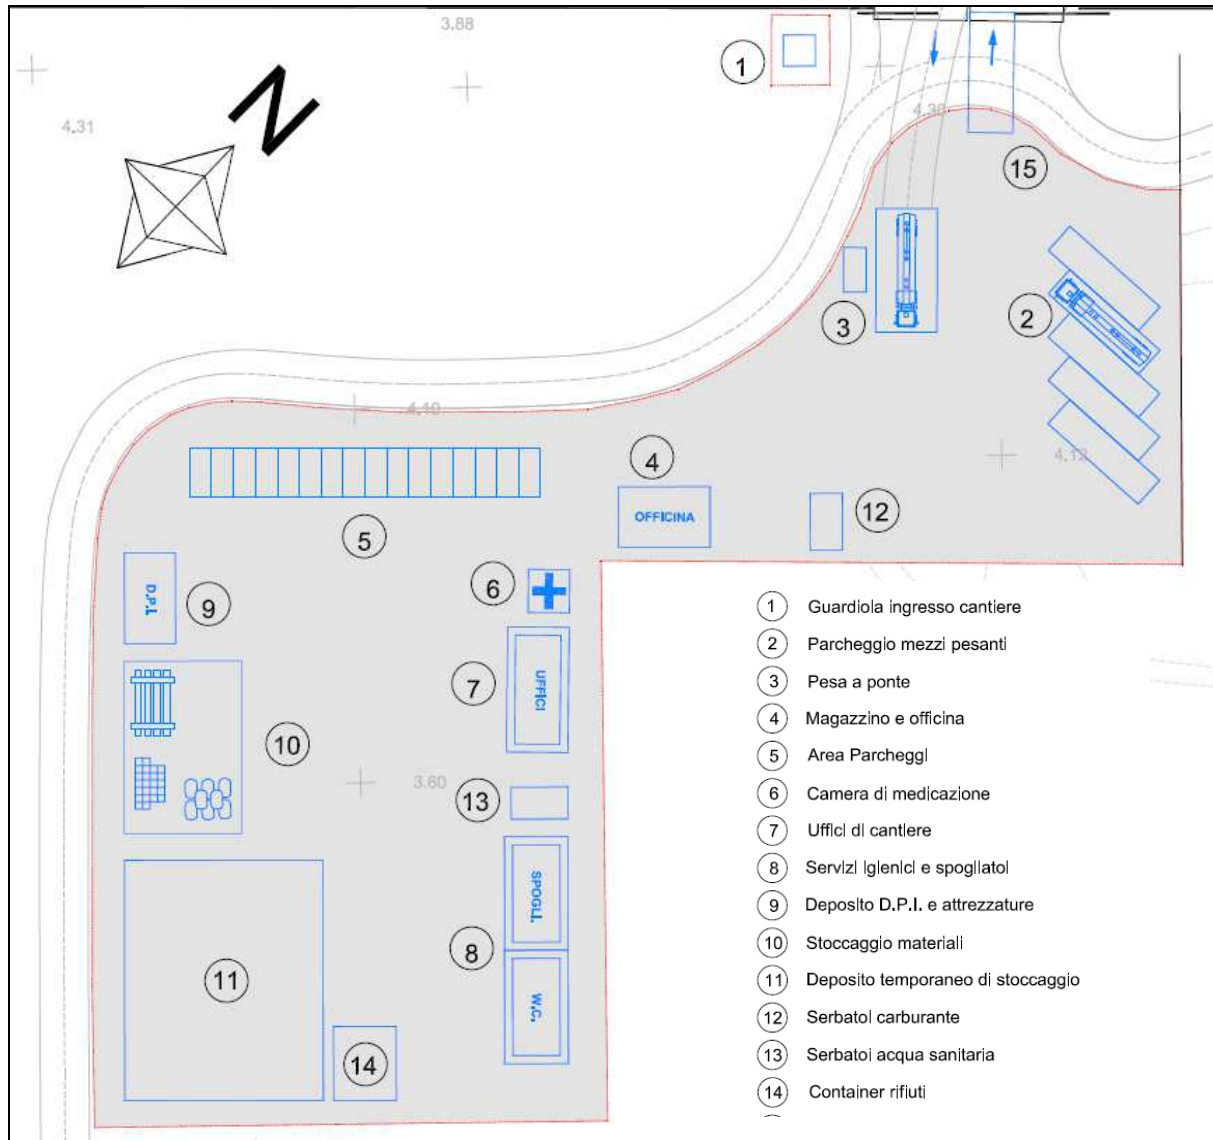 3.88
1
4.31
N
4.30
15
2
3
4.10
4
4.12
OFFICINA
12
5
6
D.P.I.
9
1 Guardiola ingresso cantiere
2 Parcheggio mezzi pesanti
UFFICI
7
3 Pesa a ponte
4 Magazzino e officina
10
5 Area Parcheggi
3.60
13
6 Camera di medicazione
7 Uffici di cantiere
8 Servizi igienici e spogliatoi
SPOGLI.
9 Deposito D.P.I. e attrezzature
8
10 Stoccaggio materiali
11
11 Deposito temporaneo di stoccaggio
W.C.
12 Serbatoi carburante
14
13 Serbatoi acqua sanitaria
14 Container rifiuti